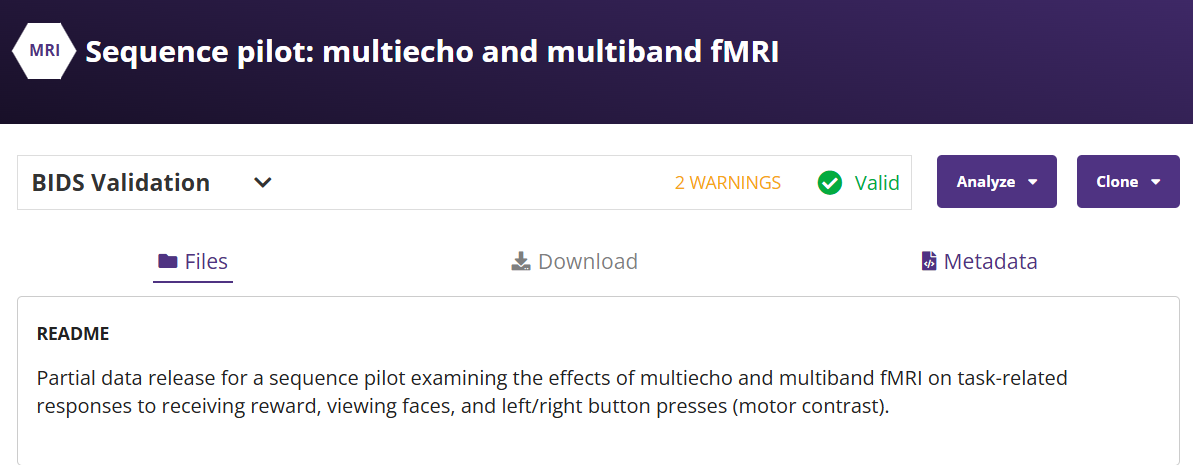 MRI
Sequence pilot: multiecho and multiband fMRI
BIDS Validation
2 WARNINGS
Valid
Analyze
Clone
Files
Download
Metadata
README
Partial data release for a sequence pilot examining the effects of multiecho and multiband fMRI on task-related
responses to receiving reward, viewing faces, and left/right button presses (motor contrast).